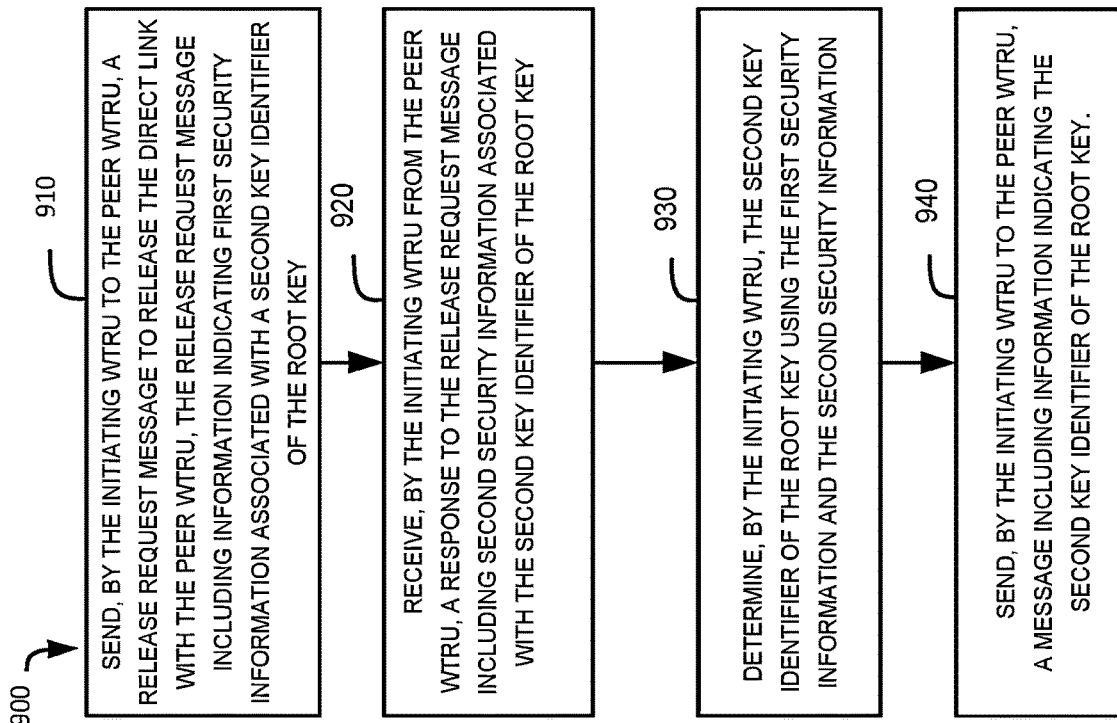 900
910
SEND, BY THE INITIATING WTRU TO THE PEER WTRU, A
RELEASE REQUEST MESSAGE TO RELEASE THE DIRECT LINK
WITH THE PEER WTRU, THE RELEASE REQUEST MESSAGE
INCLUDING INFORMATION INDICATING FIRST SECURITY
INFORMATION ASSOCIATED WITH A SECOND KEY IDENTIFIER
OF THE ROOT KEY
920
RECEIVE, BY THE INITIATING WTRU FROM THE PEER
WTRU, A RESPONSE TO THE RELEASE REQUEST MESSAGE
INCLUDING SECOND SECURITY INFORMATION ASSOCIATED
WITH THE SECOND KEY IDENTIFIER OF THE ROOT KEY
930
DETERMINE, BY THE INITIATING WTRU, THE SECOND KEY
IDENTIFIER OF THE ROOT KEY USING THE FIRST SECURITY
INFORMATION AND THE SECOND SECURITY INFORMATION
940
SEND, BY THE INITIATING WTRU TO THE PEER WTRU,
A MESSAGE INCLUDING INFORMATION INDICATING THE
SECOND KEY IDENTIFIER OF THE ROOT KEY.